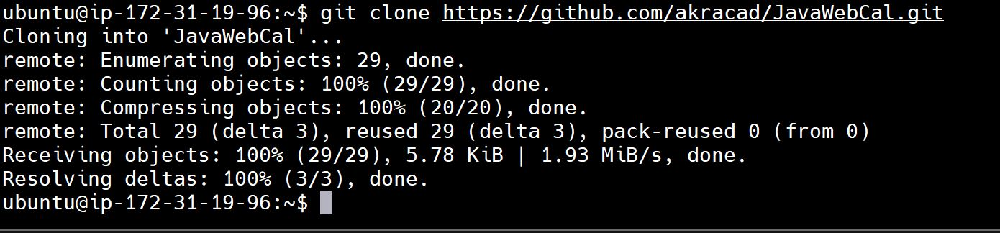 ubuntu@ip-172-31-19-96:~$ git clone https://github.com/akracad/JavaWebCal.git
Cloning into 'JavaWebCal'...
remote: Enumerating objects: 29, done.
remote: Counting objects: 100% (29/29), done.
remote: Compressing objects: 100% (20/20), done.
remote: Total 29 (delta 3), reused 29 (delta 3), pack-reused 0 (from 0)
Receiving objects: 100% (29/29), 5.78 KiB | 1.93 MiB/s, done.
Resolving deltas: 100% (3/3), done.
ubuntu@ip-172-31-19-96:~$